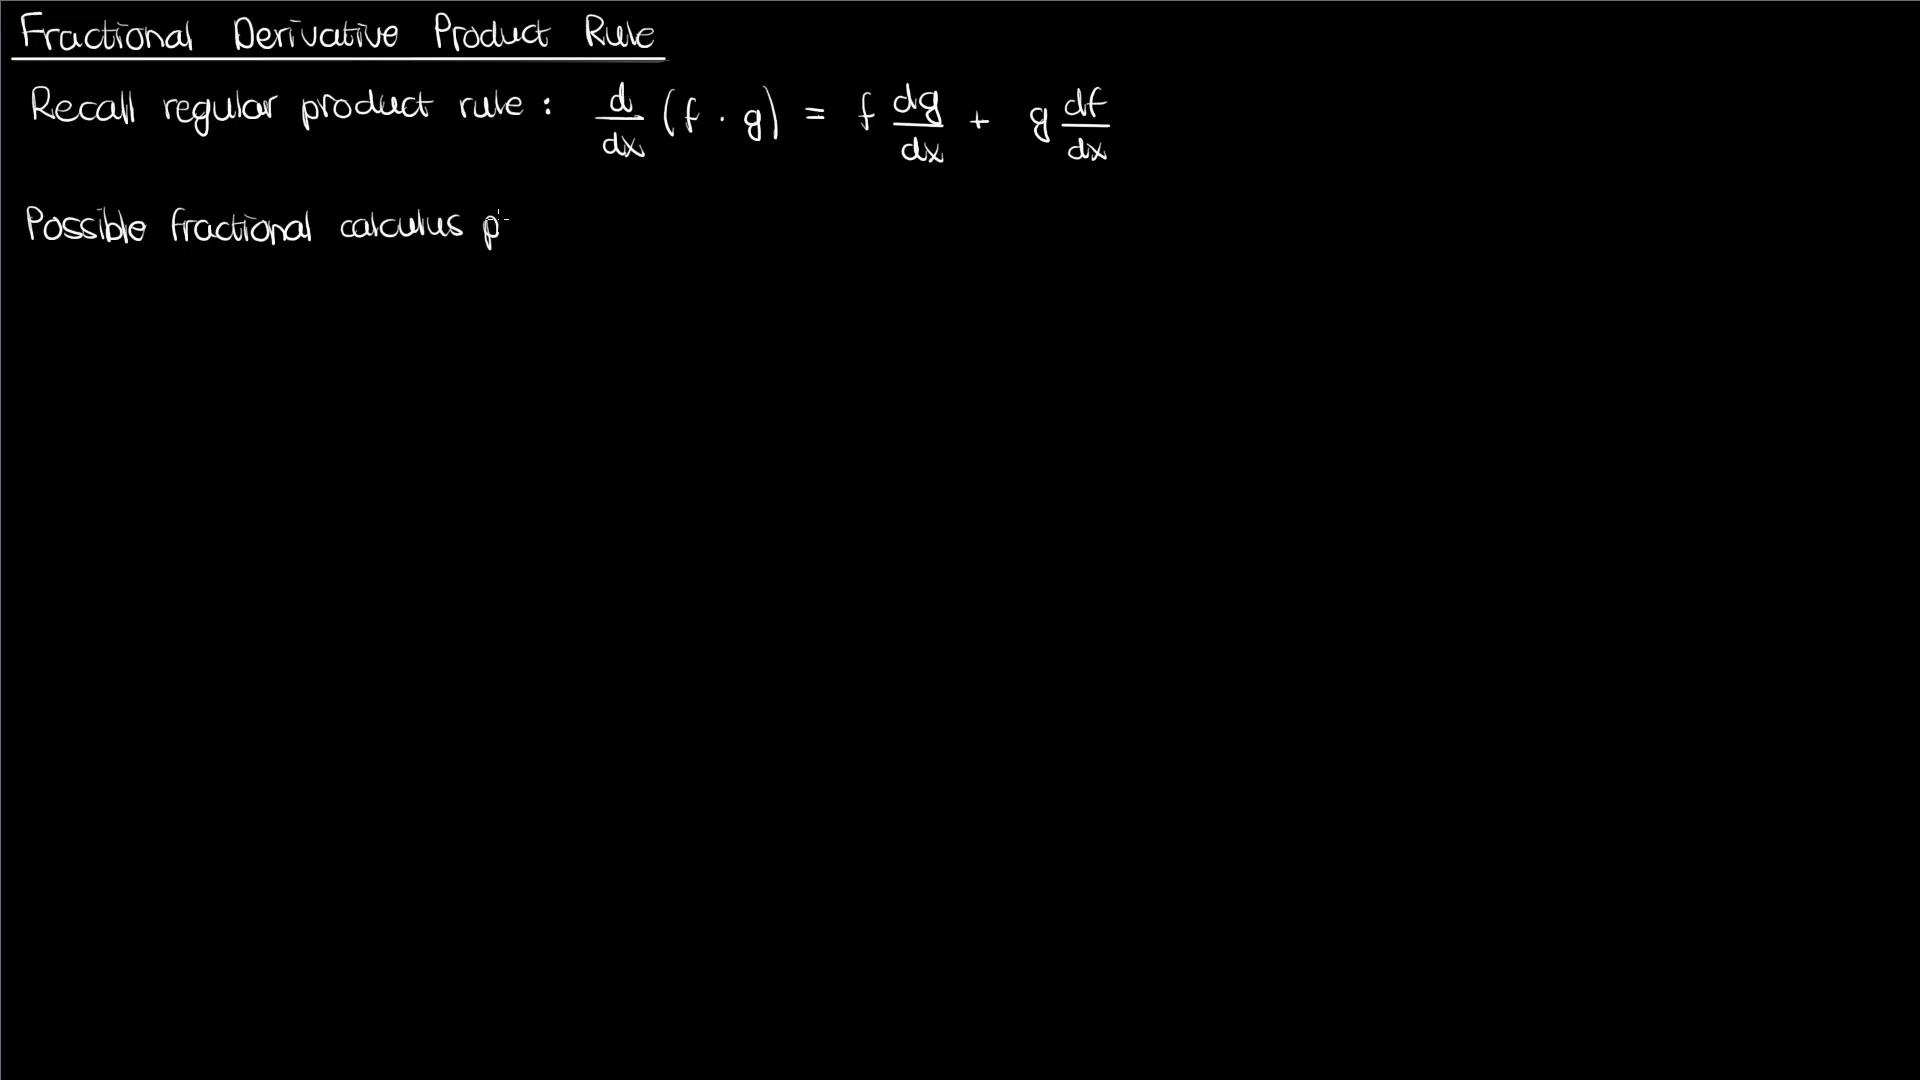 Fractional Derivative Product Rule
Recall regular product rule: d/dx (f · g) = f dg/dx + g df/dx
Possible fractional calculus p